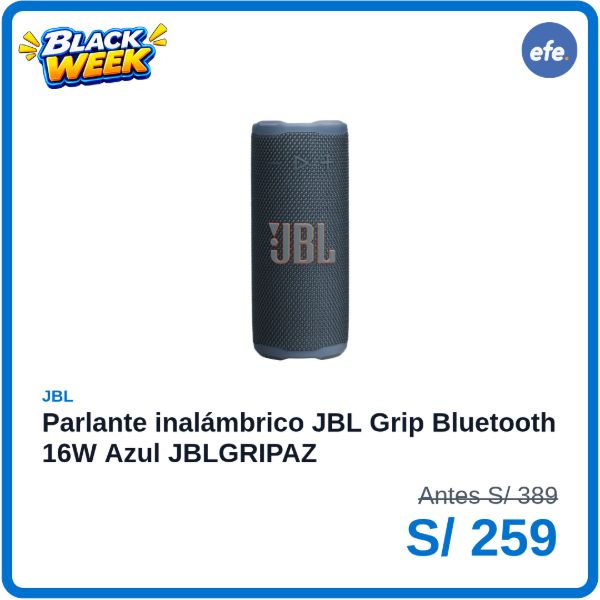 BLACK
WEEK
efe.
JBL
JBL
Parlante inalámbrico JBL Grip Bluetooth
16W Azul JBLGRIPAZ
Antes S/ 389
S/ 259